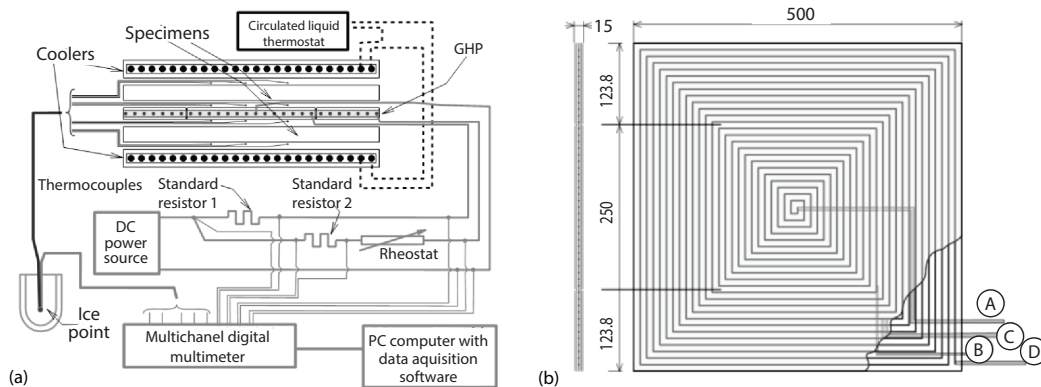 Circulated liquid
thermostat
Specimens
GHP
Coolers
Specimens
Thermocouples
Standard
resistor 1
Standard
resistor 2
DC
power
source
Rheostat
Ice
point
Multichanel digital
multimeter
PC computer with
data aquisition
software
(a)
15
500
123.8
250
123.8
A
C
B
D
(b)